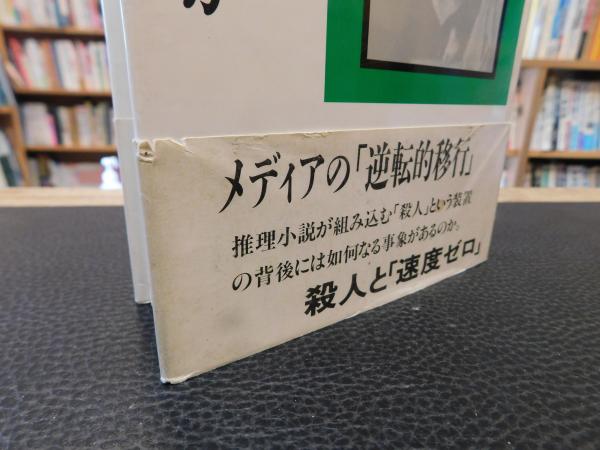 メディアの「逆転的移行」
推理小説が組み込む「殺人」という装置
の背後には如何なる事象があるのか。
殺人と「速度ゼロ」